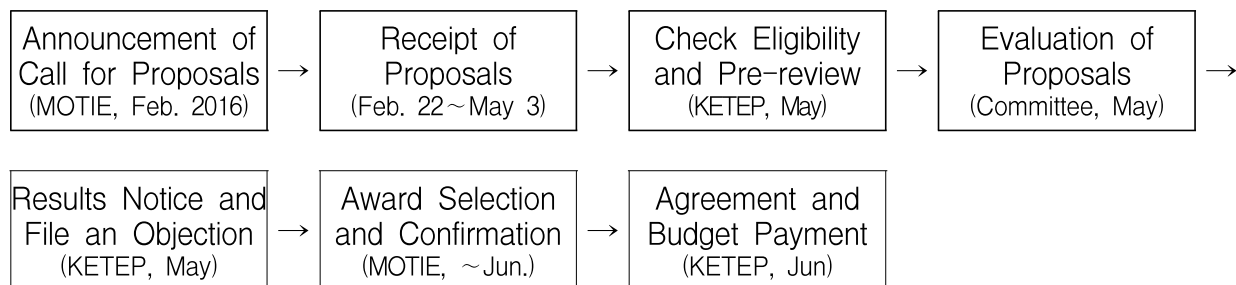 Announcement of
Call for Proposals
(MOTIE, Feb. 2016)
→
Receipt of
Proposals
(Feb. 22~May 3)
→
Check Eligibility
and Pre-review
(KETEP, May)
→
Evaluation of
Proposals
(Committee, May)
→
Results Notice and
File an Objection
(KETEP, May)
→
Award Selection
and Confirmation
(MOTIE, ~Jun.)
→
Agreement and
Budget Payment
(KETEP, Jun)